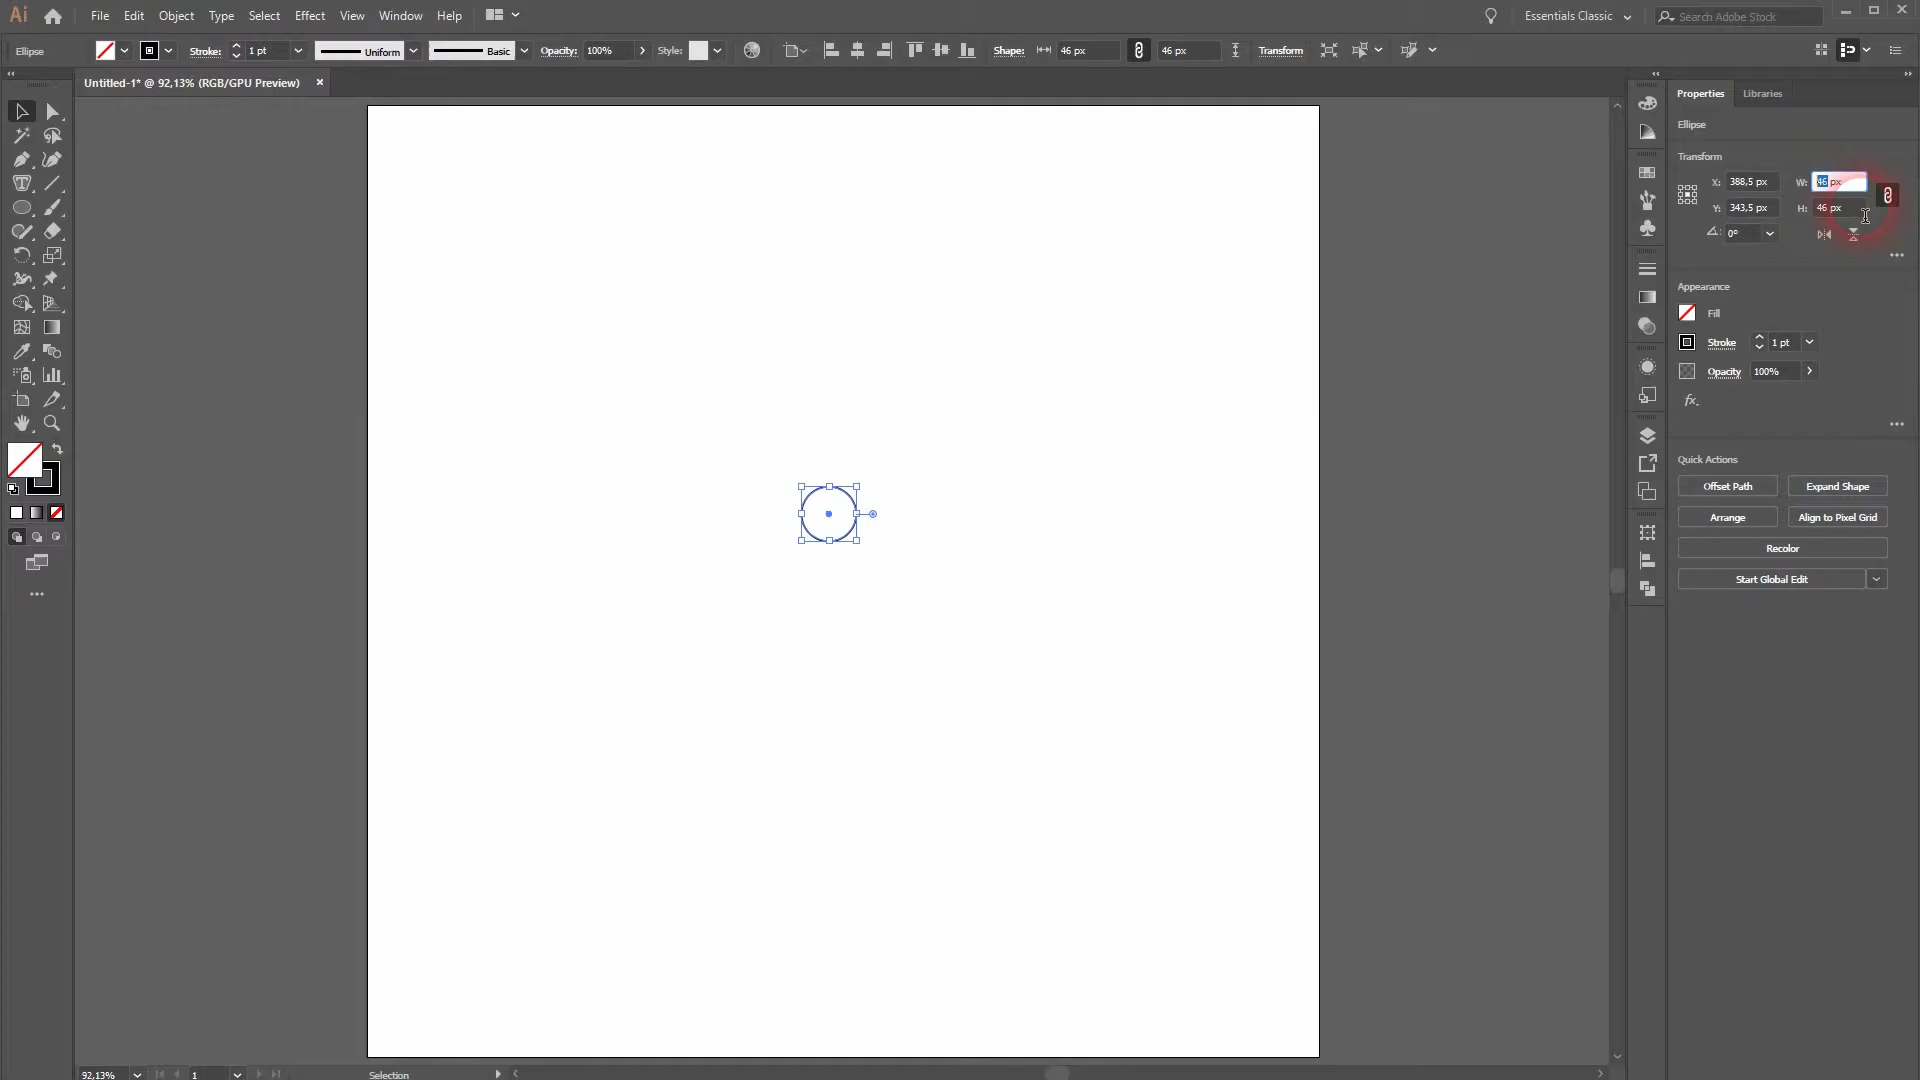 Ai File Edit Object Type Select Effect View Window Help Essentials Classic Search Adobe Stock
Ellipse Stroke: 1 pt Uniform Basic Opacity: 100% Style: Shape: 46 px 46 px Transform
Untitled-1* @ 92,13% (RGB/GPU Preview) ×
Properties Libraries
Ellipse
Transform
X: 388,5 px W: 46 px
Y: 343,5 px H: 46 px
0°
Appearance
Fill
Stroke 1 pt
Opacity 100%
fx.
Quick Actions
Offset Path Expand Shape
Arrange Align to Pixel Grid
Recolor
Start Global Edit
92,13% 1 Selection